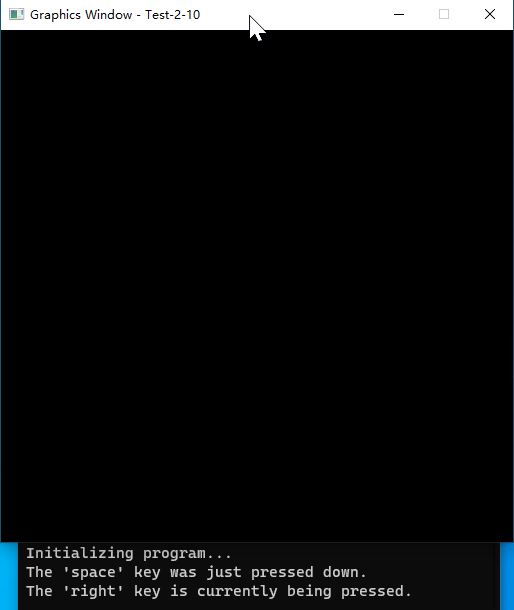 Graphics Window - Test-2-10
Initializing program...
The 'space' key was just pressed down.
The 'right' key is currently being pressed.